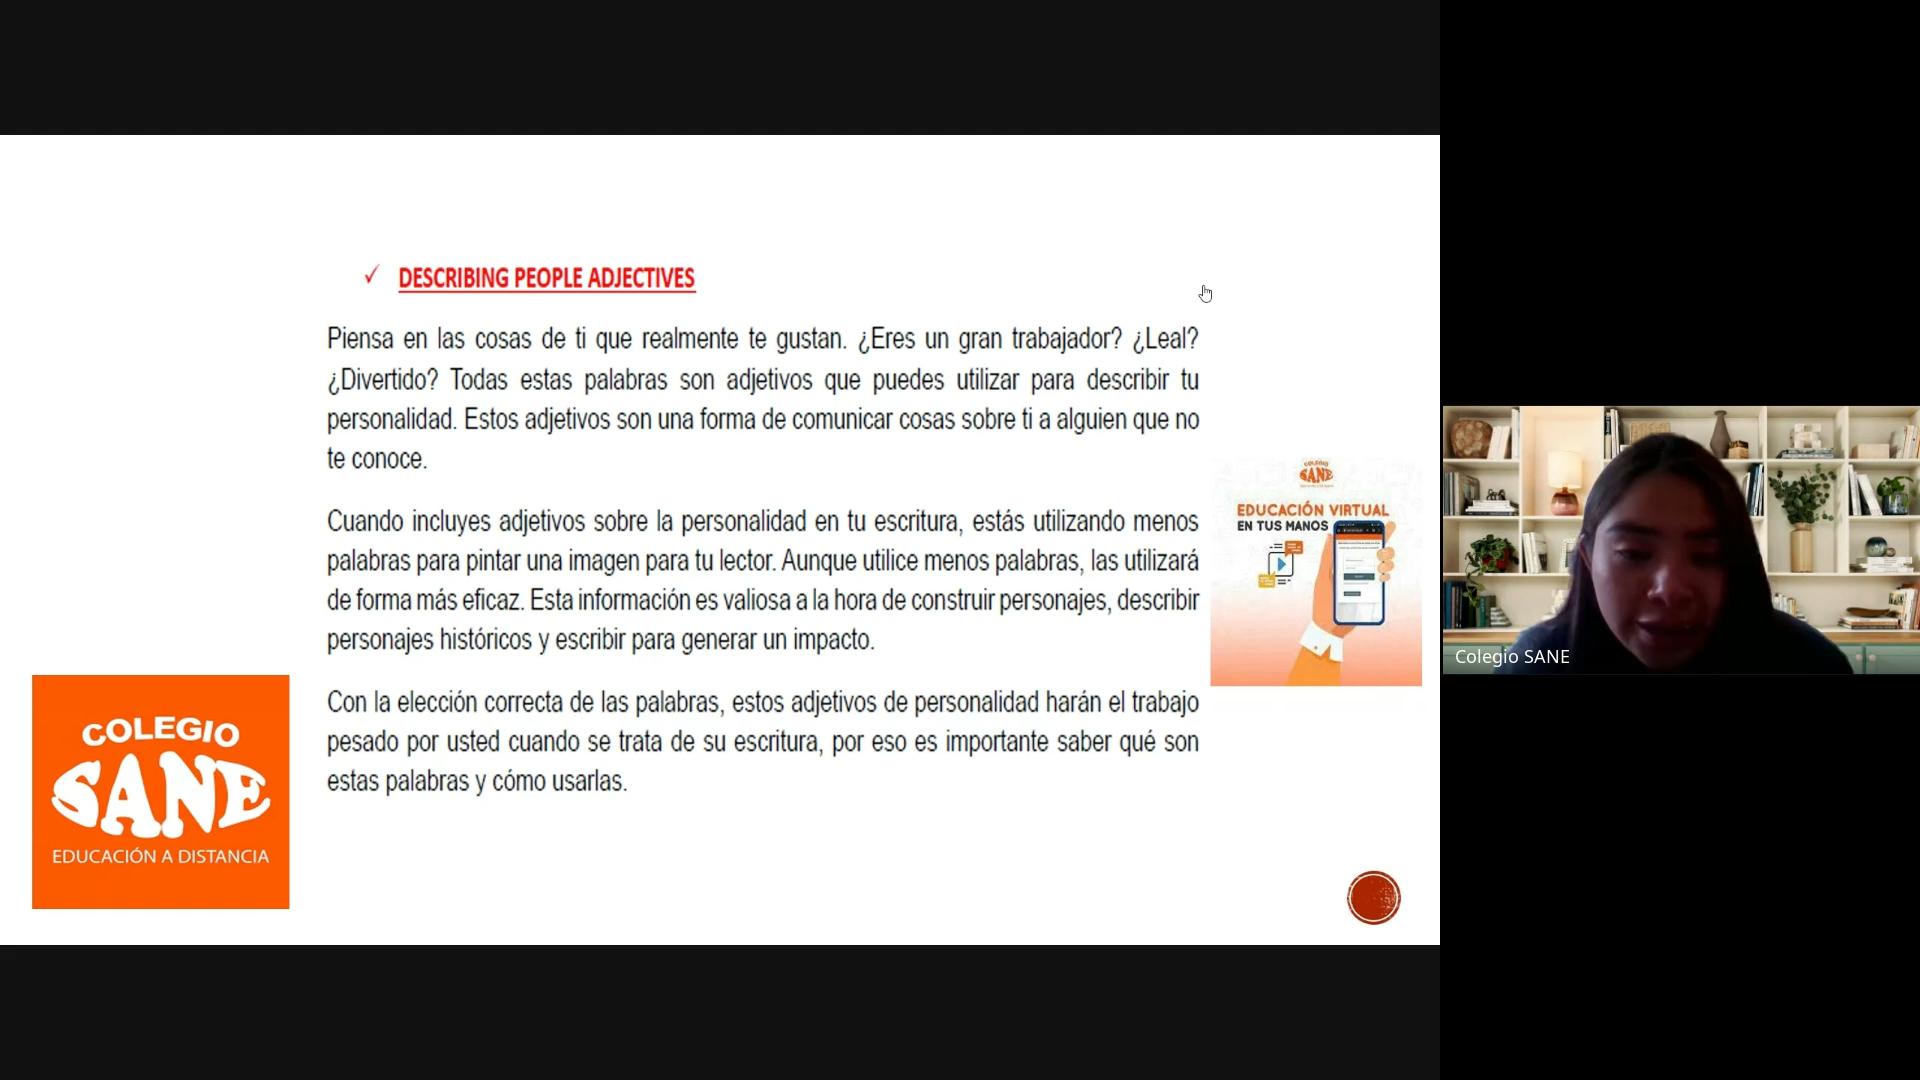 DESCRIBING PEOPLE ADJECTIVES
Piensa en las cosas de ti que realmente te gustan. ¿Eres un gran trabajador? ¿Leal?
¿Divertido? Todas estas palabras son adjetivos que puedes utilizar para describir tu
personalidad. Estos adjetivos son una forma de comunicar cosas sobre ti a alguien que no
te conoce.
Cuando incluyes adjetivos sobre la personalidad en tu escritura, estás utilizando menos
palabras para pintar una imagen para tu lector. Aunque utilice menos palabras, las utilizará
de forma más eficaz. Esta información es valiosa a la hora de construir personajes, describir
personajes históricos y escribir para generar un impacto.
Con la elección correcta de las palabras, estos adjetivos de personalidad harán el trabajo
pesado por usted cuando se trata de su escritura, por eso es importante saber qué son
estas palabras y cómo usarlas.
COLEGIO
SANE
EDUCACIÓN A DISTANCIA
COLEGIO
SANE
EDUCACIÓN VIRTUAL
EN TUS MANOS
Colegio SANE